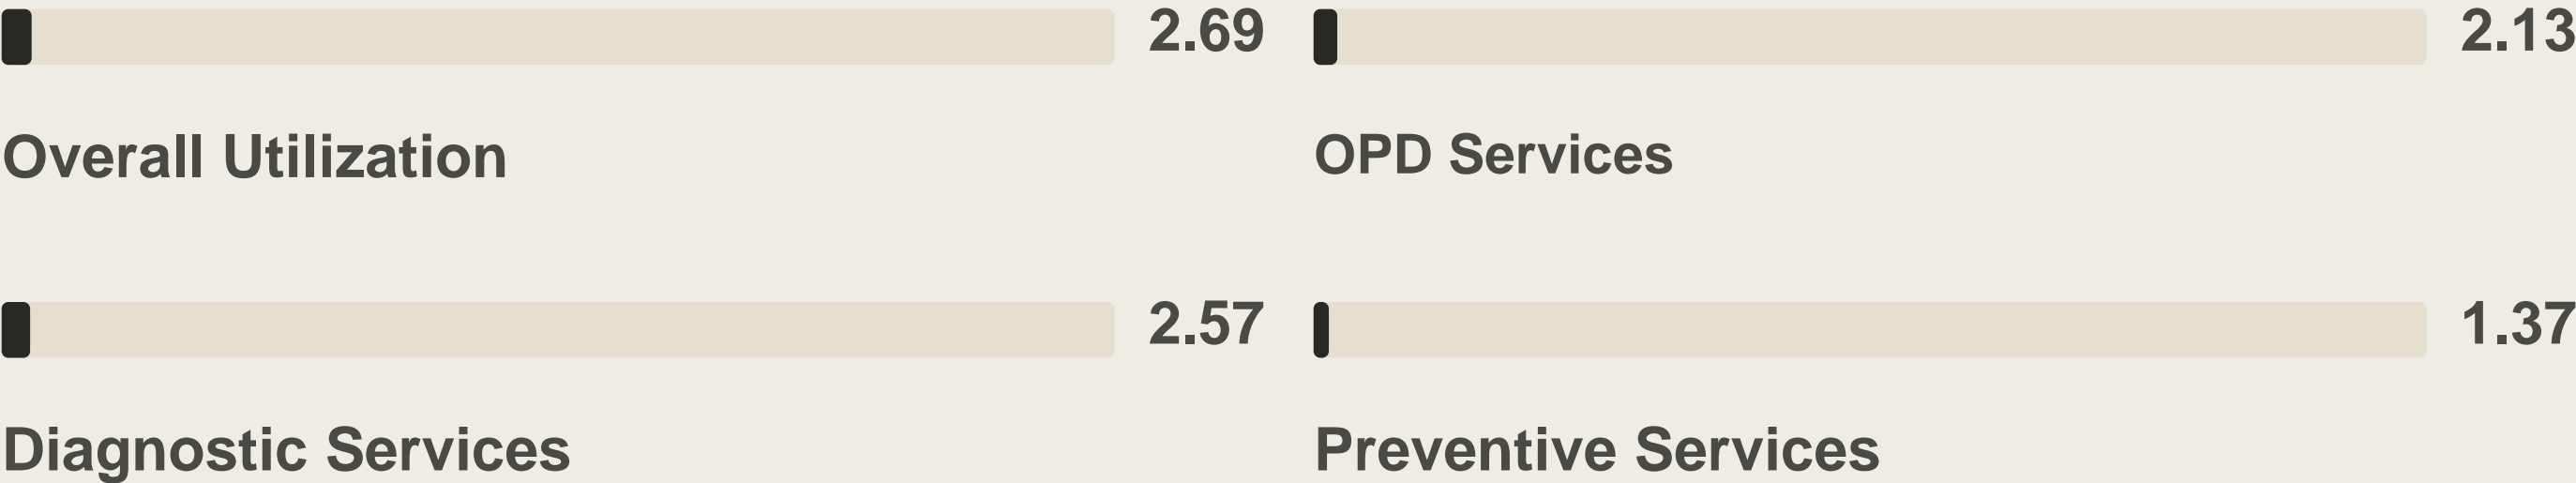 2.69
Overall Utilization
2.13
OPD Services
2.57
Diagnostic Services
1.37
Preventive Services